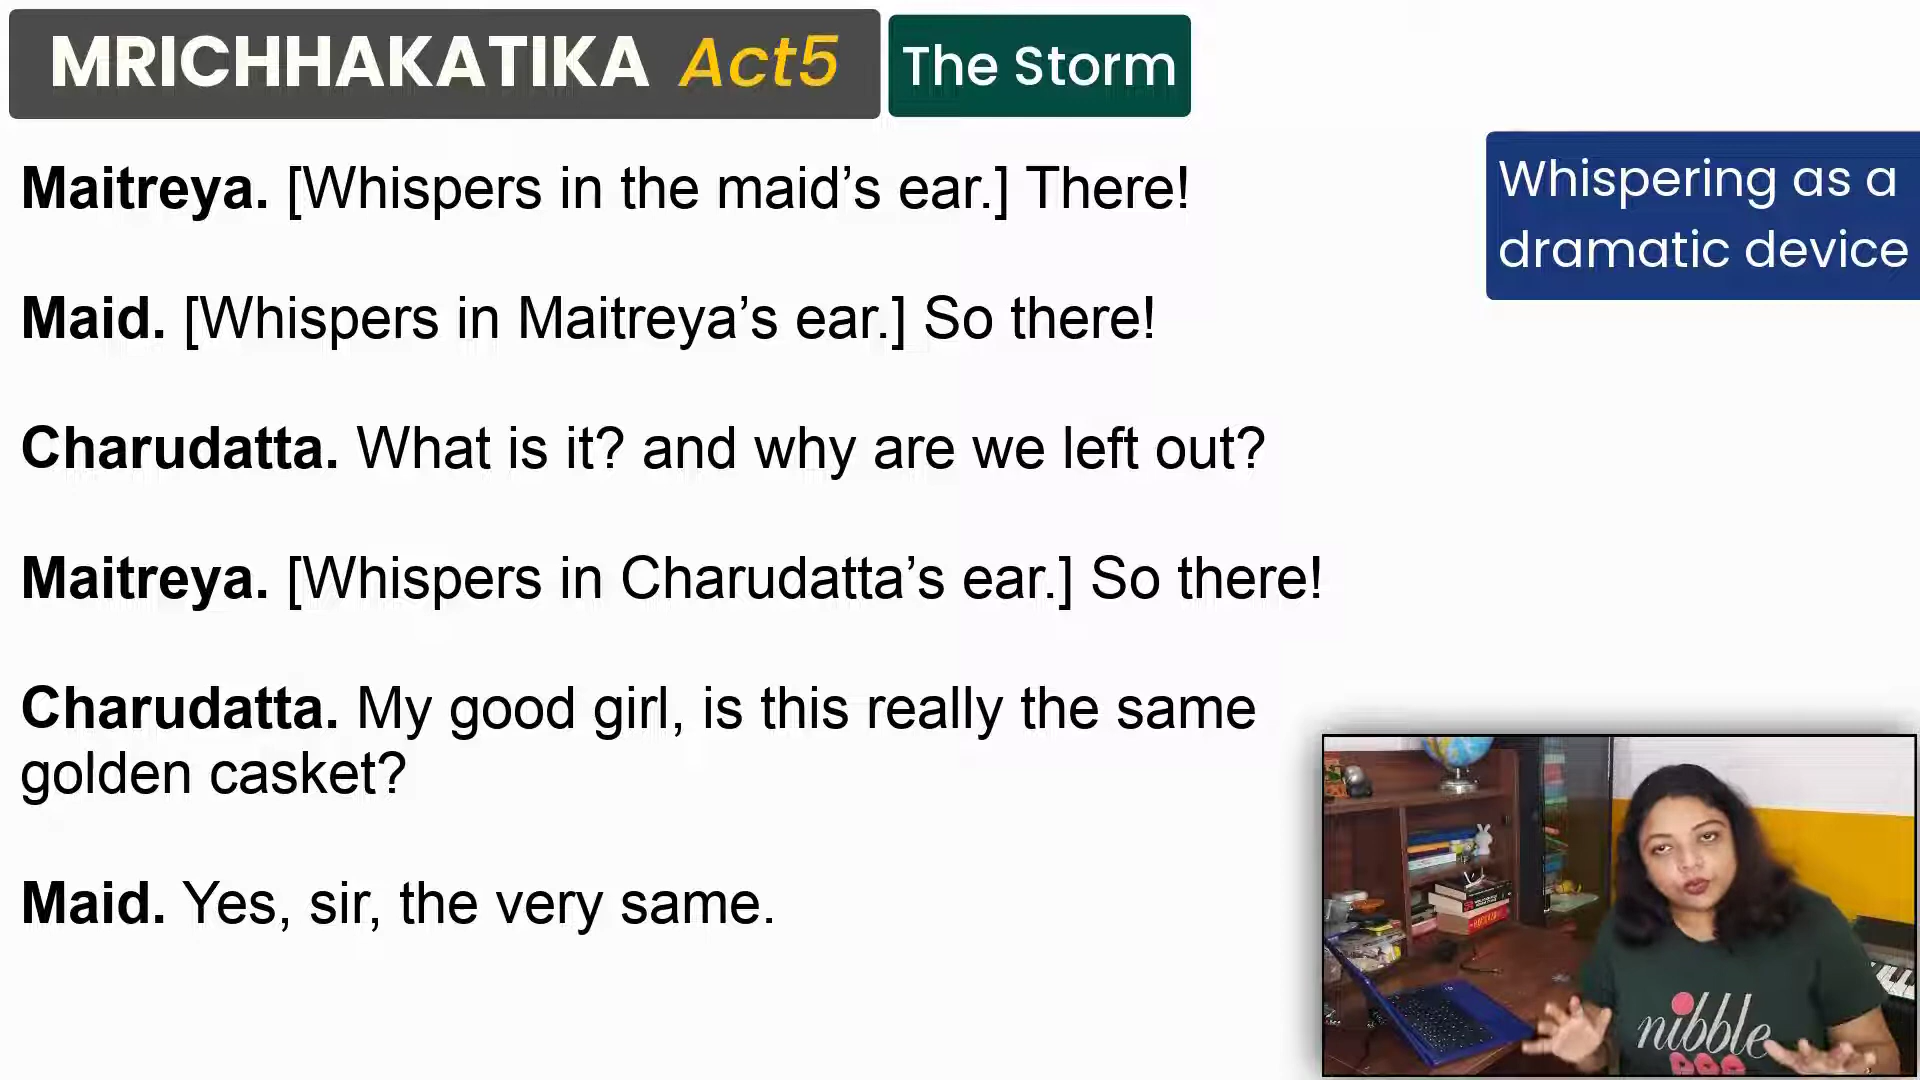 MRICHHAKATIKA Act5
The Storm
Maitreya. [Whispers in the maid’s ear.] There!
Whispering as a
dramatic device
Maid. [Whispers in Maitreya’s ear.] So there!
Charudatta. What is it? and why are we left out?
Maitreya. [Whispers in Charudatta’s ear.] So there!
Charudatta. My good girl, is this really the same
golden casket?
Maid. Yes, sir, the very same.
nibble